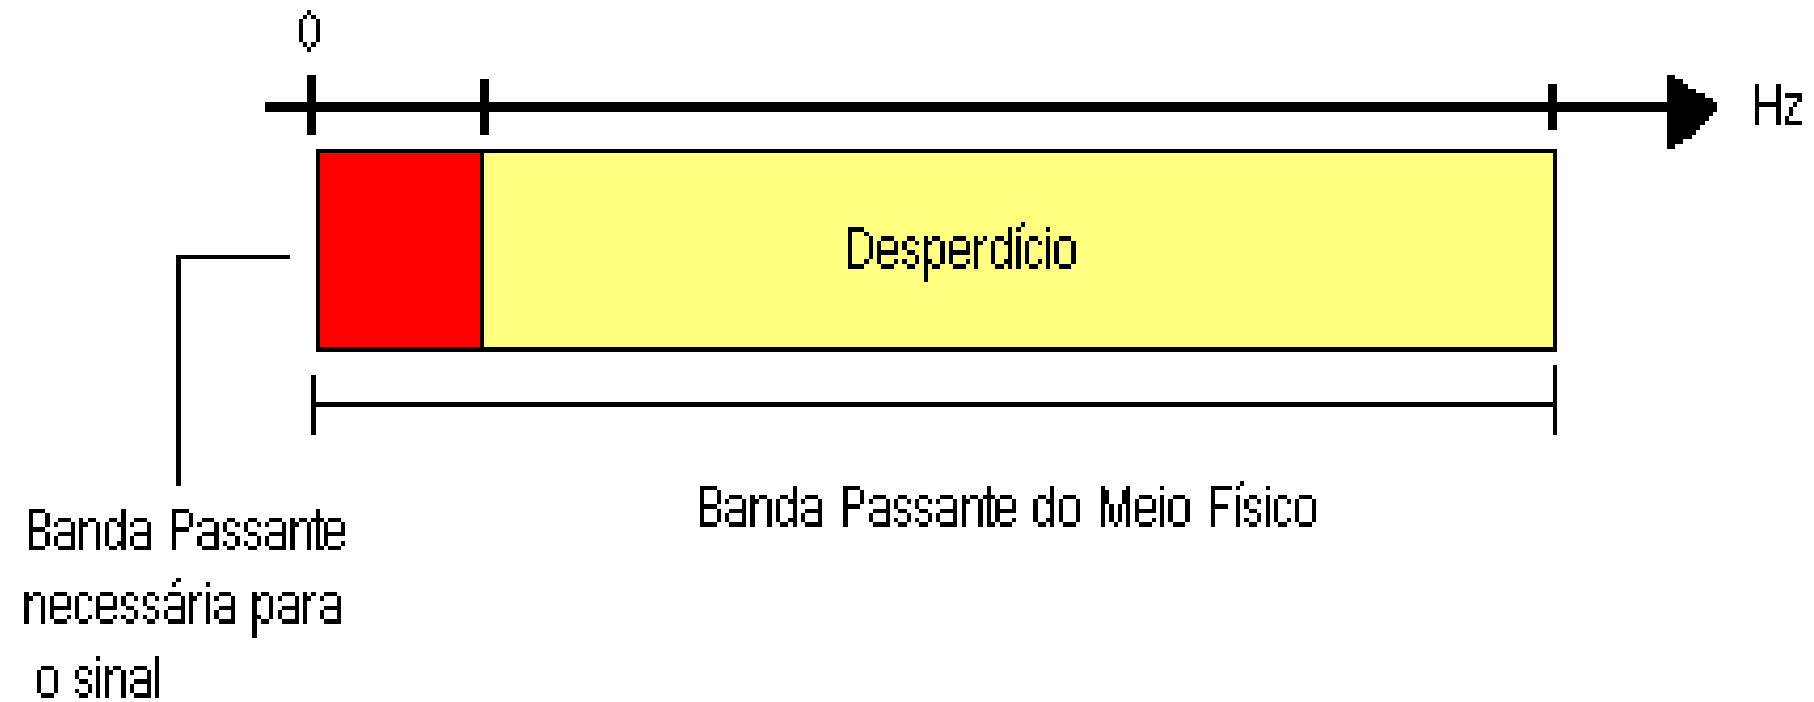 0
Hz
Desperdício
Banda Passante do Meio Físico
Banda Passante
necessária para
o sinal